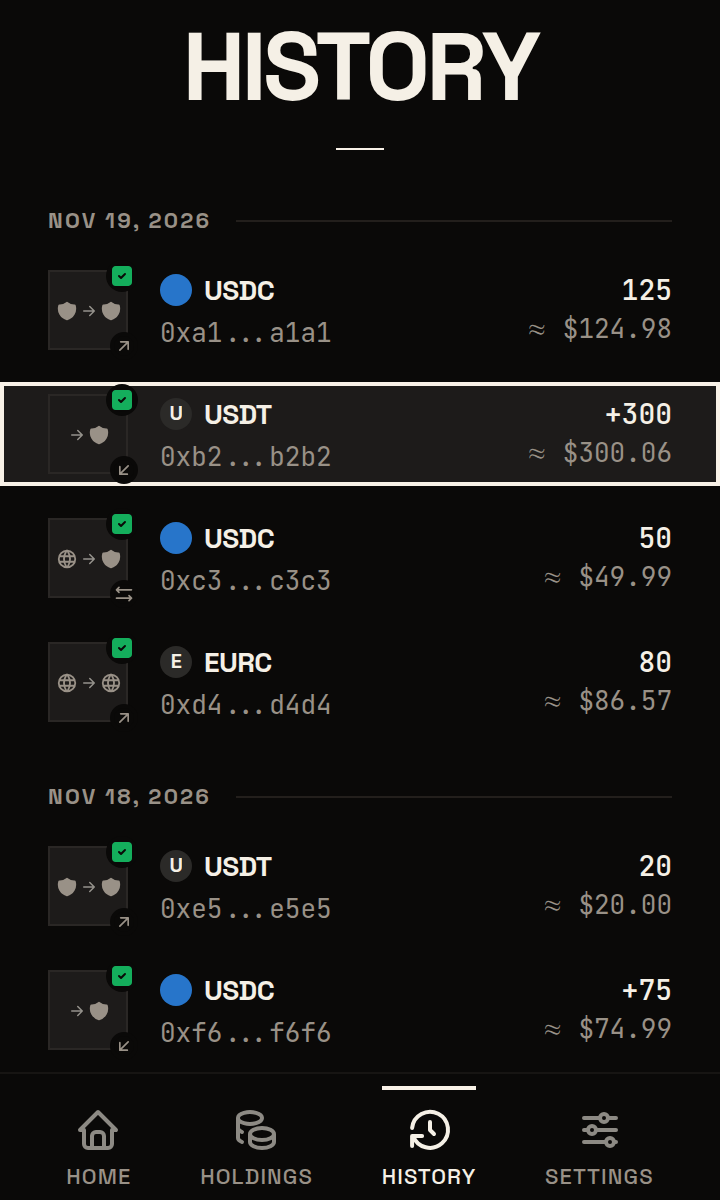 HISTORY
NOV 19, 2026
USDC 125
0xa1...a1a1 ≈ $124.98
U USDT +300
0xb2...b2b2 ≈ $300.06
USDC 50
0xc3...c3c3 ≈ $49.99
E EURC 80
0xd4...d4d4 ≈ $86.57
NOV 18, 2026
U USDT 20
0xe5...e5e5 ≈ $20.00
USDC +75
0xf6...f6f6 ≈ $74.99
HOME HOLDINGS HISTORY SETTINGS